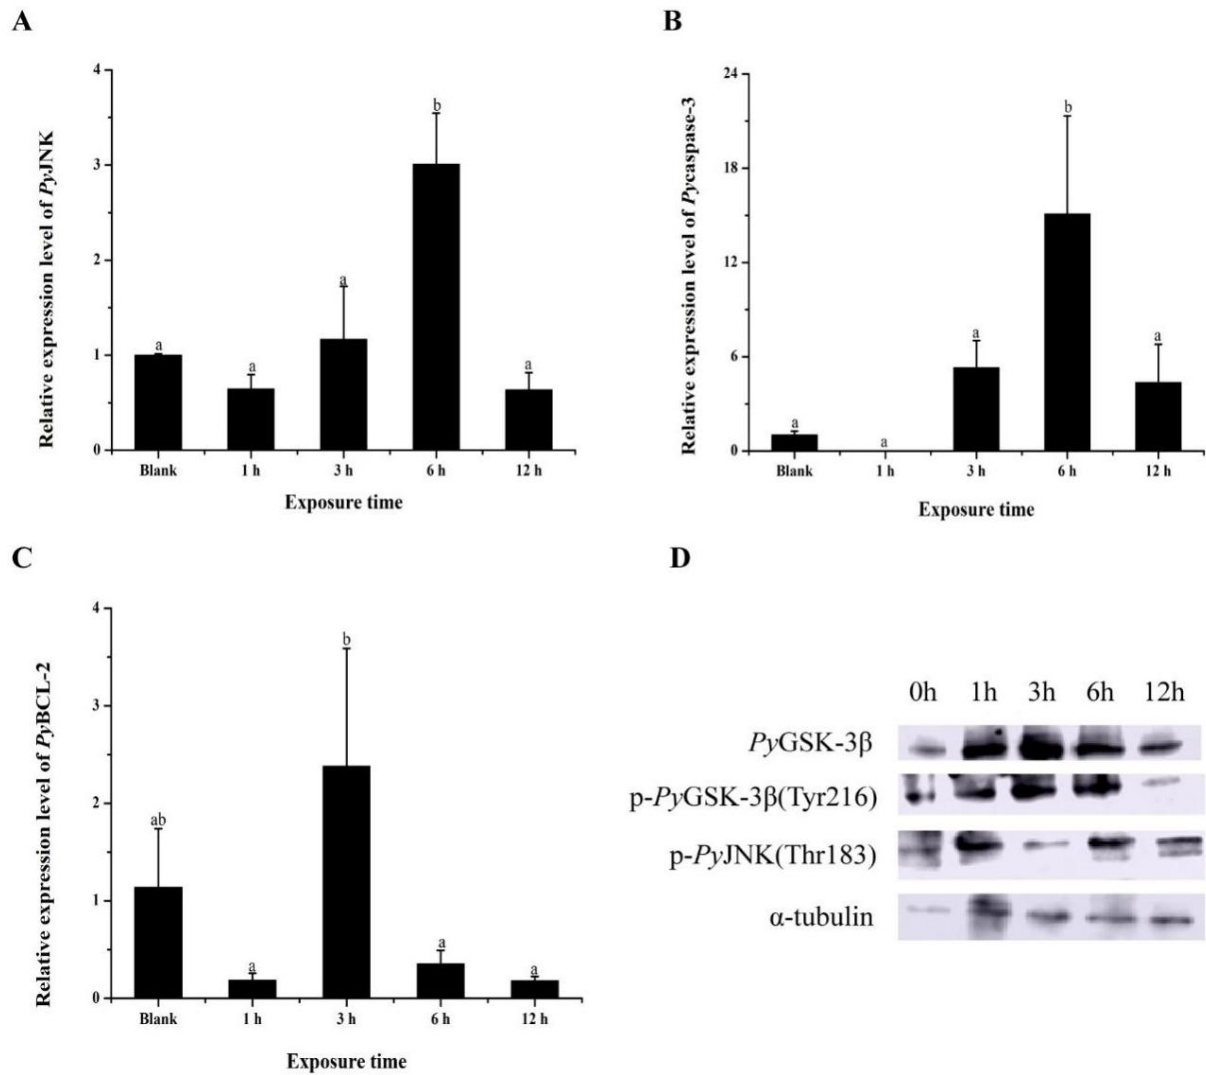 A
Relative expression level of PyJNK
4
3
2
1
0
b
a
a
a
a
Blank 1 h 3 h 6 h 12 h
Exposure time
B
Relative expression level of Pycaspase-3
24
18
12
6
0
b
a
a
a
a
Blank 1 h 3 h 6 h 12 h
Exposure time
C
Relative expression level of PyBCL-2
4
3
2
1
0
b
ab
a
a
a
Blank 1 h 3 h 6 h 12 h
Exposure time
D
0h 1h 3h 6h 12h
PyGSK-3β
p-PyGSK-3β(Tyr216)
p-PyJNK(Thr183)
α-tubulin